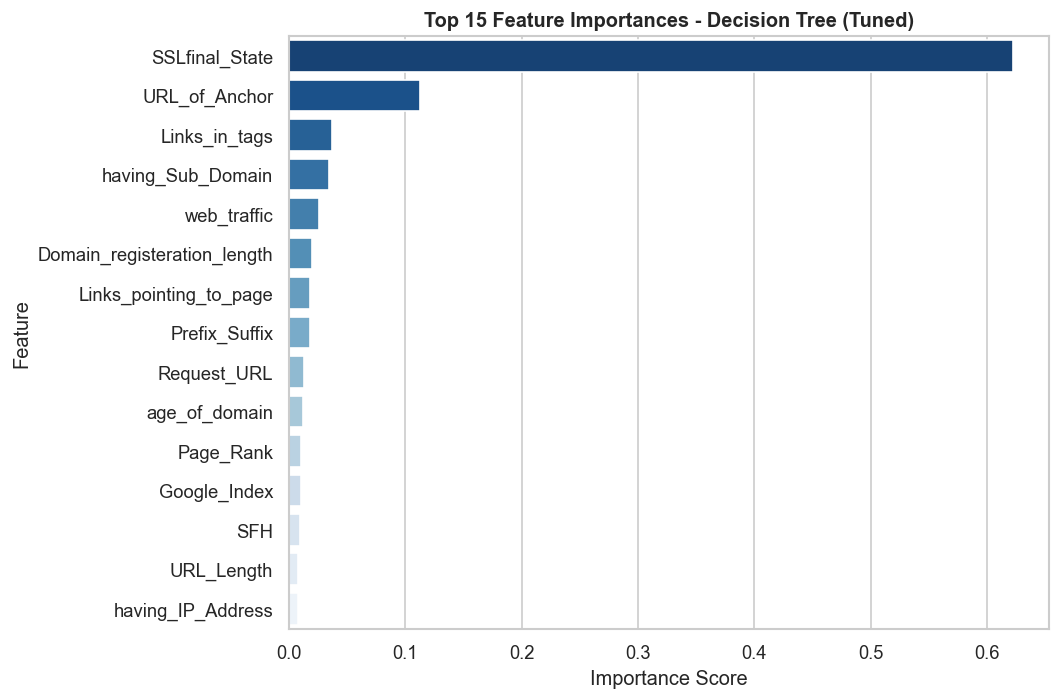 Top 15 Feature Importances - Decision Tree (Tuned)
SSLfinal_State
URL_of_Anchor
Links_in_tags
having_Sub_Domain
web_traffic
Domain_registeration_length
Links_pointing_to_page
Prefix_Suffix
Request_URL
age_of_domain
Page_Rank
Google_Index
SFH
URL_Length
having_IP_Address
Feature
0.0 0.1 0.2 0.3 0.4 0.5 0.6
Importance Score